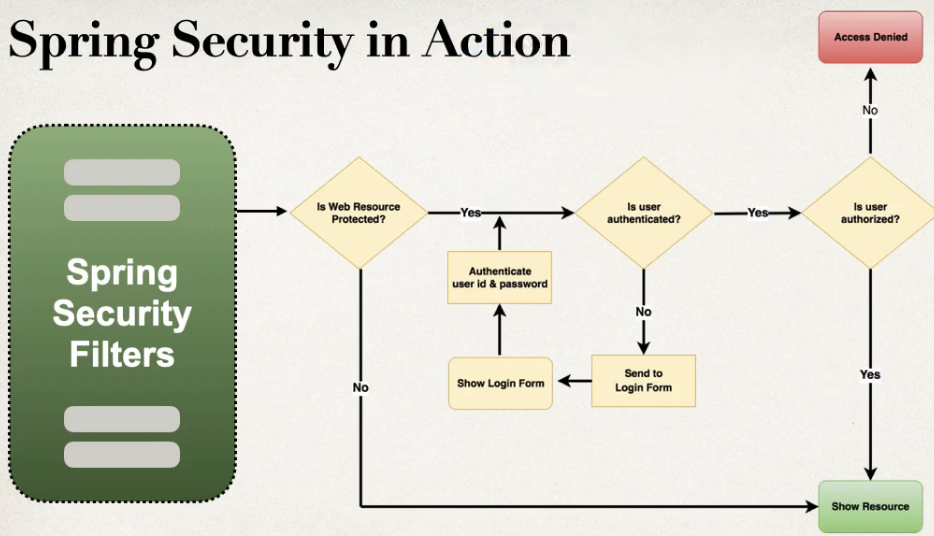 Spring Security in Action
Access Denied
No
Is Web Resource
Protected?
Yes
Is user
authenticated?
Yes
Is user
authorized?
Spring
Security
Filters
Authenticate
user id & password
No
Show Login Form
Send to
Login Form
No
Yes
Show Resource